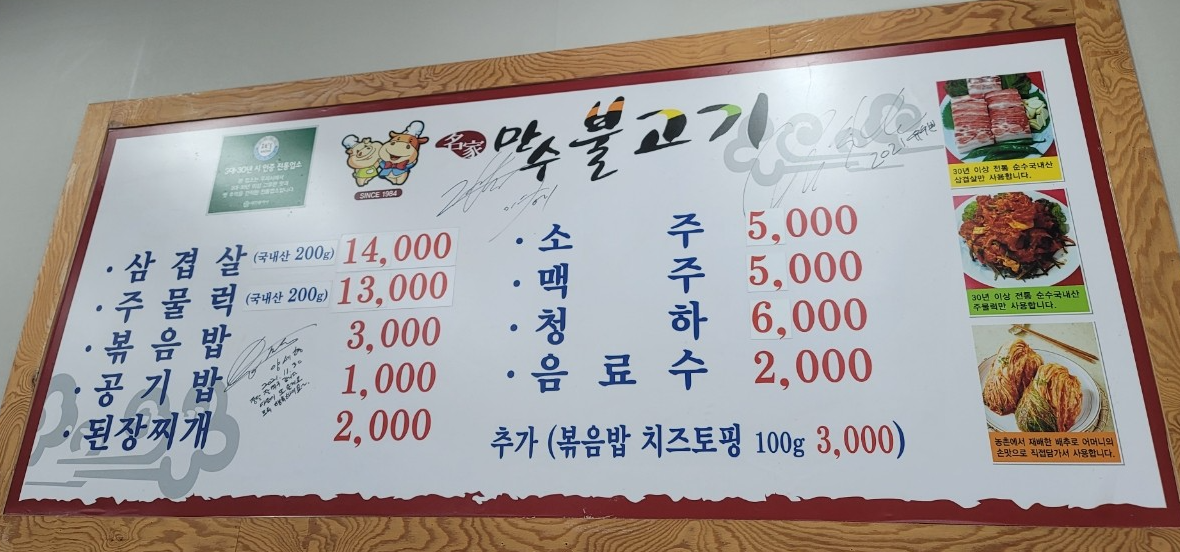 名家 만수불고기
SINCE 1984
· 삼겹살 (국내산 200g) 14,000
· 주물럭 (국내산 200g) 13,000
· 볶음밥 3,000
· 공기밥 1,000
· 된장찌개 2,000
· 소주 5,000
· 맥주 5,000
· 청하 6,000
· 음료수 2,000
추가 (볶음밥 치즈토핑 100g 3,000)
2021
30년 이상 전통 순수국내산
삼겹살만 사용합니다.
30년 이상 전통 순수국내산
주물럭만 사용합니다.
농촌에서 재배한 배추로 어머니의
손맛으로 직접담가서 사용합니다.